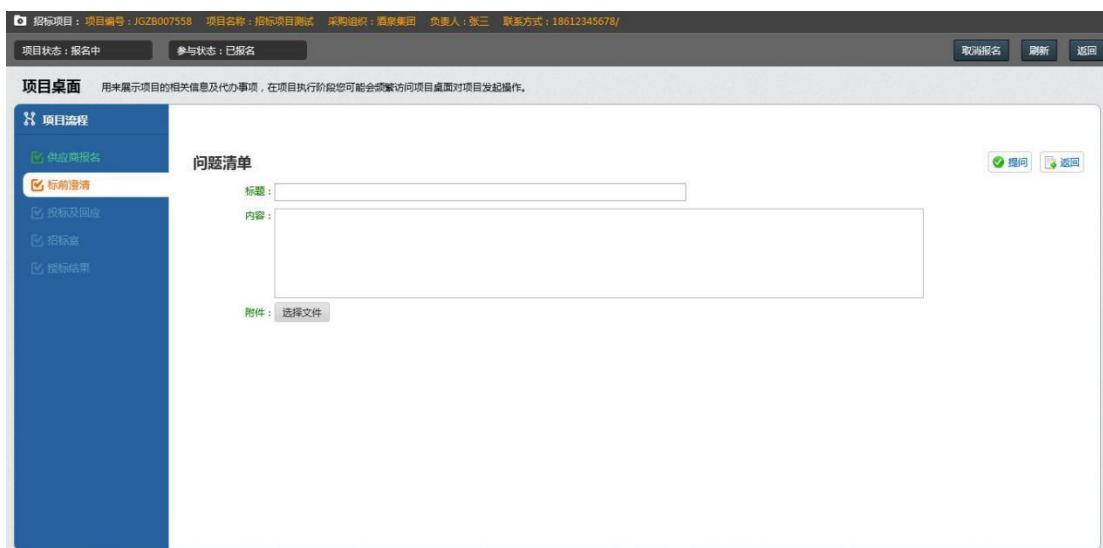 招标项目：项目编号：JGZB007558 项目名称：招标项目测试 采购组织：酒泉集团 负责人：张三 联系方式：18612345678/
项目状态：报名中 参与状态：已报名 取消报名 刷新 返回
项目桌面 用来展示项目的相关信息及代办事项，在项目执行阶段您可能会频繁访问项目桌面对项目发起操作。
项目流程
供应商报名
问题清单 提问 返回
标前澄清
标题：
投标及回应
内容：
招标室
授标结果
附件： 选择文件